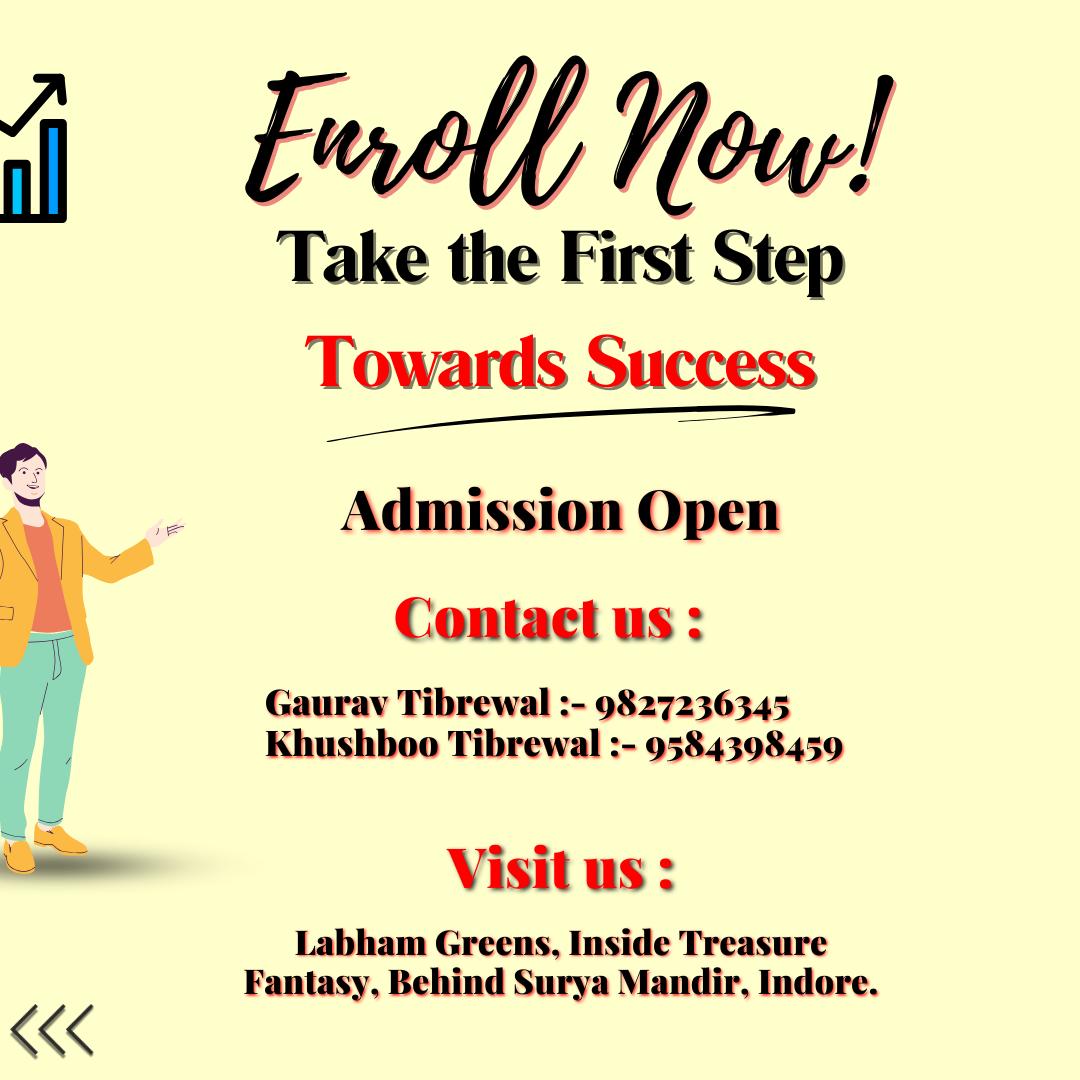 Enroll Now!
Take the First Step
Towards Success
Admission Open
Contact us :
Gaurav Tibrewal :- 9827236345
Khushboo Tibrewal :- 9584398459
Visit us :
Labham Greens, Inside Treasure
Fantasy, Behind Surya Mandir, Indore.